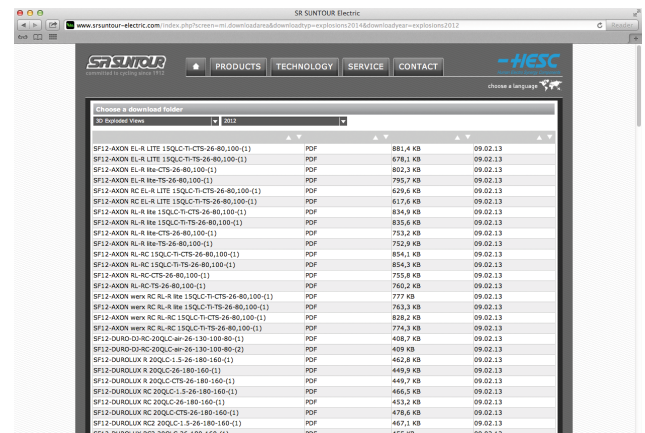 SR SUNTOUR Electric
www.srsuntour-electric.com/index.php?screen=mi.downloadarea&downloadtyp=explosions2014&downloadyear=explosions2012
Reader
SR SUNTOUR
committed to cycling since 1912
PRODUCTS TECHNOLOGY SERVICE CONTACT
HESC
choose a language
Choose a download folder
3D Exploded Views 2012
SF12-AXON EL-R LITE 15QLC-Ti-CTS-26-80,100-(1) PDF 881,4 KB 09.02.13
SF12-AXON EL-R LITE 15QLC-Ti-TS-26-80,100-(1) PDF 678,1 KB 09.02.13
SF12-AXON EL-R lite-CTS-26-80,100-(1) PDF 802,3 KB 09.02.13
SF12-AXON EL-R lite-TS-26-80,100-(1) PDF 795,7 KB 09.02.13
SF12-AXON RC EL-R LITE 15QLC-Ti-CTS-26-80,100-(1) PDF 629,6 KB 09.02.13
SF12-AXON RC EL-R LITE 15QLC-Ti-TS-26-80,100-(1) PDF 617,6 KB 09.02.13
SF12-AXON RL-R lite 15QLC-Ti-CTS-26-80,100-(1) PDF 834,9 KB 09.02.13
SF12-AXON RL-R lite 15QLC-Ti-TS-26-80,100-(1) PDF 835,6 KB 09.02.13
SF12-AXON RL-R lite-CTS-26-80,100-(1) PDF 753,2 KB 09.02.13
SF12-AXON RL-R lite-TS-26-80,100-(1) PDF 752,9 KB 09.02.13
SF12-AXON RL-RC 15QLC-Ti-CTS-26-80,100-(1) PDF 854,1 KB 09.02.13
SF12-AXON RL-RC 15QLC-Ti-TS-26-80,100-(1) PDF 854,3 KB 09.02.13
SF12-AXON RL-RC-CTS-26-80,100-(1) PDF 755,8 KB 09.02.13
SF12-AXON RL-RC-TS-26-80,100-(1) PDF 760,2 KB 09.02.13
SF12-AXON werx RC RL-R lite 15QLC-Ti-CTS-26-80,100-(1) PDF 777 KB 09.02.13
SF12-AXON werx RC RL-R lite 15QLC-Ti-TS-26-80,100-(1) PDF 763,3 KB 09.02.13
SF12-AXON werx RC RL-RC 15QLC-Ti-CTS-26-80,100-(1) PDF 828,2 KB 09.02.13
SF12-AXON werx RC RL-RC 15QLC-Ti-TS-26-80,100-(1) PDF 774,3 KB 09.02.13
SF12-DURO-DJ-RC-20QLC-air-26-130-100-80-(1) PDF 408,7 KB 09.02.13
SF12-DURO-DJ-RC-20QLC-air-26-130-100-80-(2) PDF 409 KB 09.02.13
SF12-DUROLUX R 20QLC-1.5-26-180-160-(1) PDF 462,8 KB 09.02.13
SF12-DUROLUX R 20QLC-26-180-160-(1) PDF 449,9 KB 09.02.13
SF12-DUROLUX R 20QLC-CTS-26-180-160-(1) PDF 449,7 KB 09.02.13
SF12-DUROLUX RC 20QLC-1.5-26-180-160-(1) PDF 466,5 KB 09.02.13
SF12-DUROLUX RC 20QLC-26-180-160-(1) PDF 453,2 KB 09.02.13
SF12-DUROLUX RC 20QLC-CTS-26-180-160-(1) PDF 478,6 KB 09.02.13
SF12-DUROLUX RC2 20QLC-1.5-26-180-160-(1) PDF 467,1 KB 09.02.13
SF12-DUROLUX RC2 20QLC-26-180-160-(1) PDF 455 KB 09.02.13